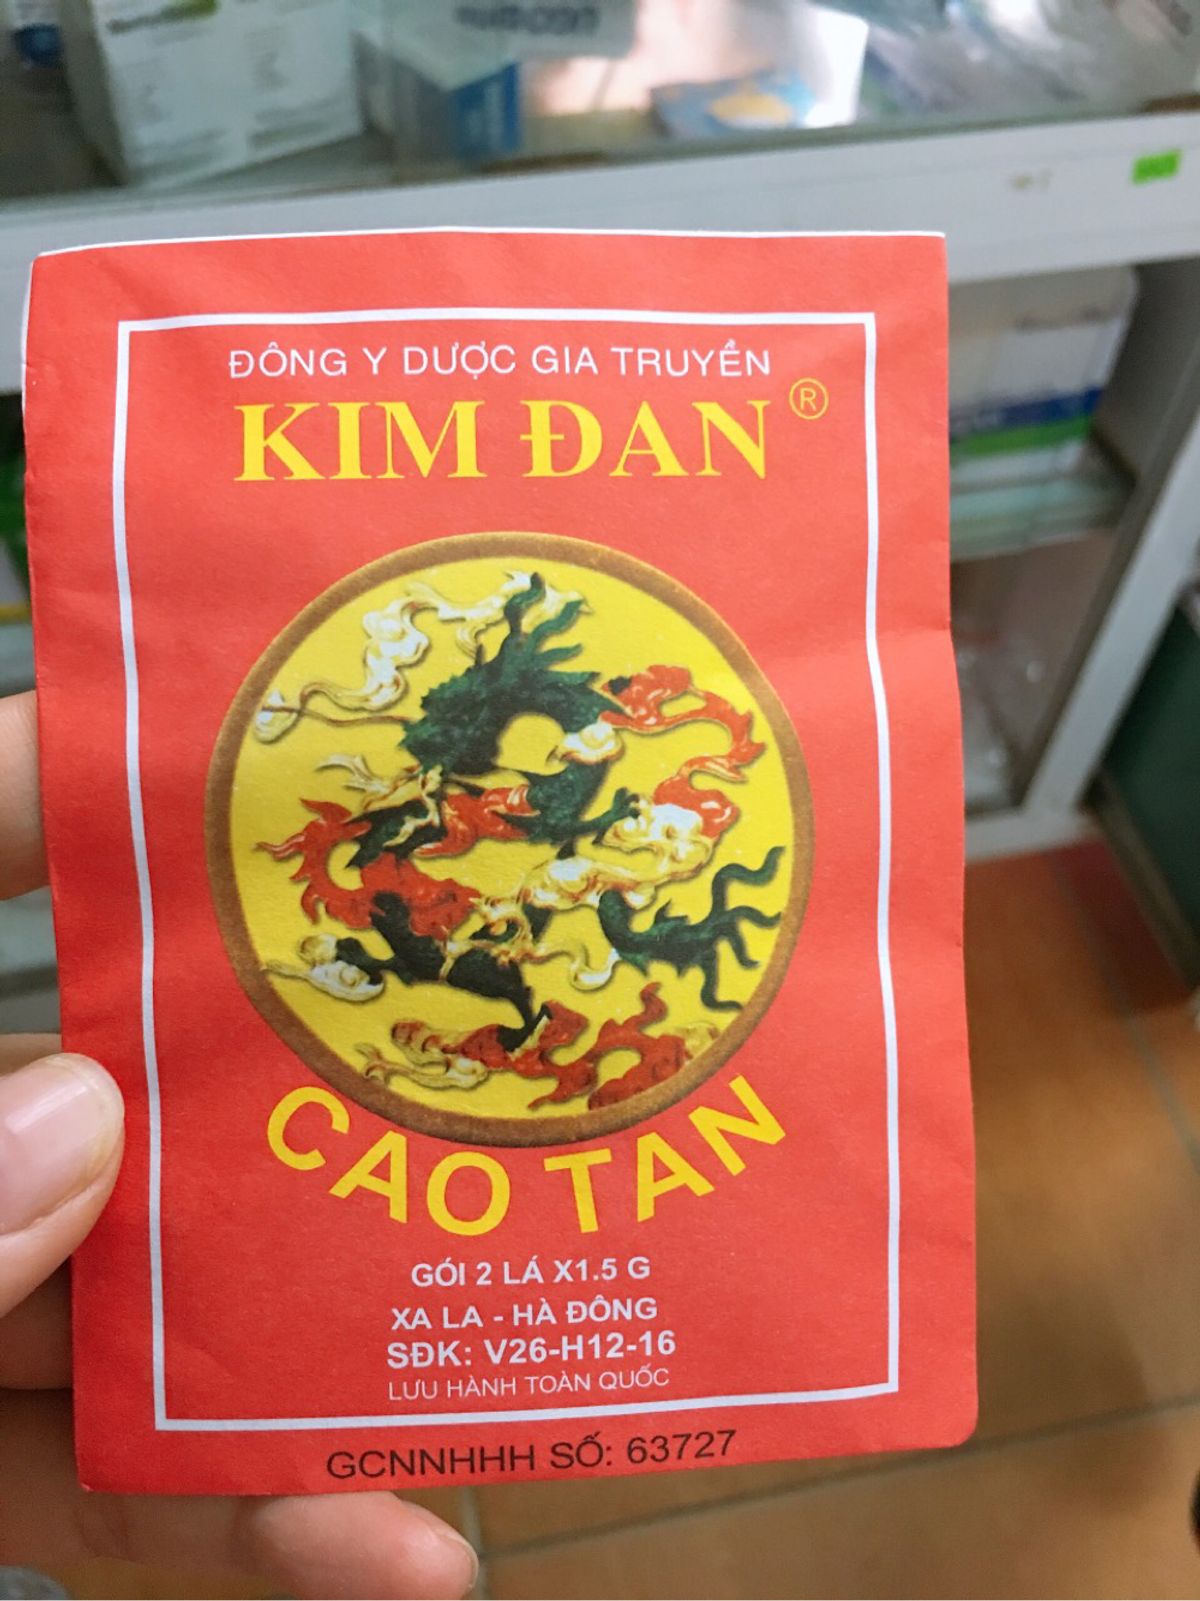 ĐÔNG Y DƯỢC GIA TRUYỀN
KIM ĐAN ®
CAO TAN
GÓI 2 LÁ X1.5 G
XA LA - HÀ ĐÔNG
SĐK: V26-H12-16
LƯU HÀNH TOÀN QUỐC
GCNNHHH SỐ: 63727